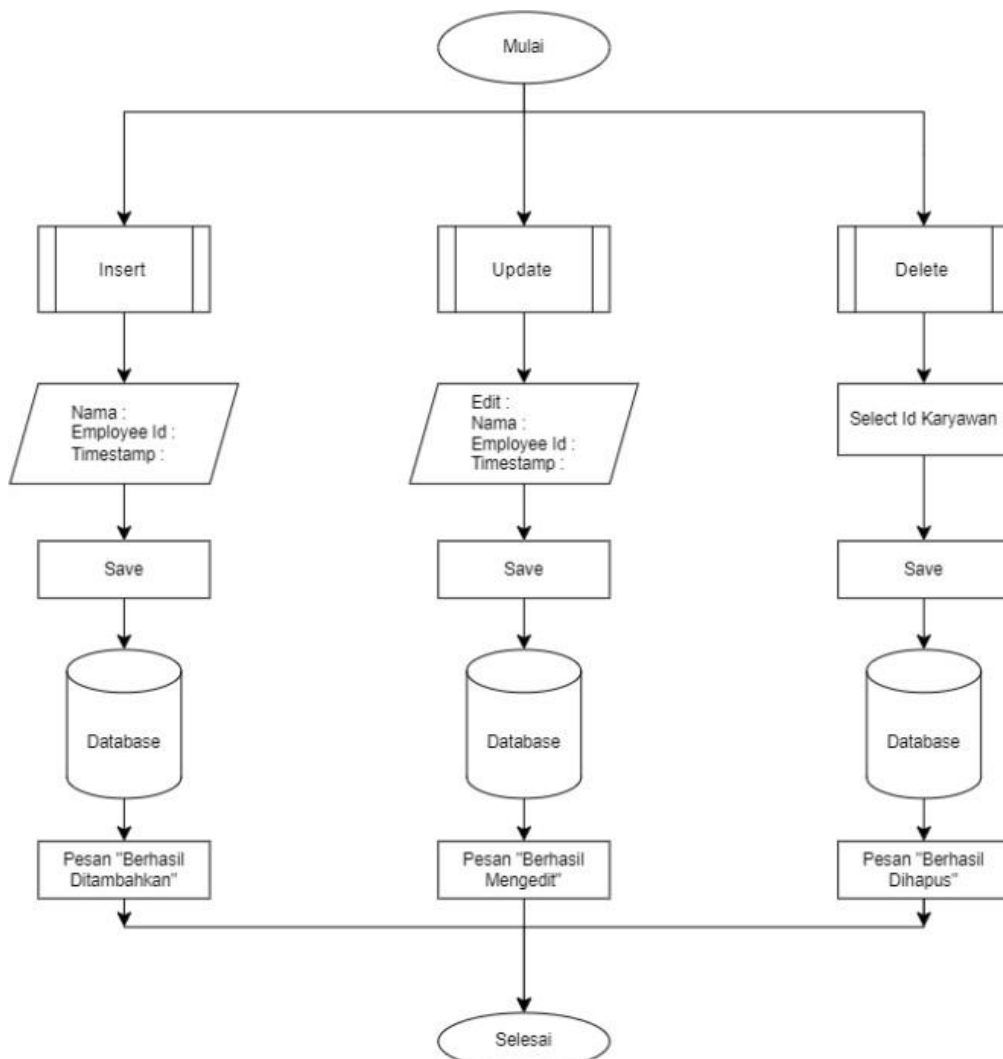 Mulai
Insert
Update
Delete
Nama :
Employee Id :
Timestamp :
Edit :
Nama :
Employee Id :
Timestamp :
Select Id Karyawan
Save
Save
Save
Database
Database
Database
Pesan "Berhasil
Ditambahkan"
Pesan "Berhasil
Mengedit"
Pesan "Berhasil
Dihapus"
Selesai